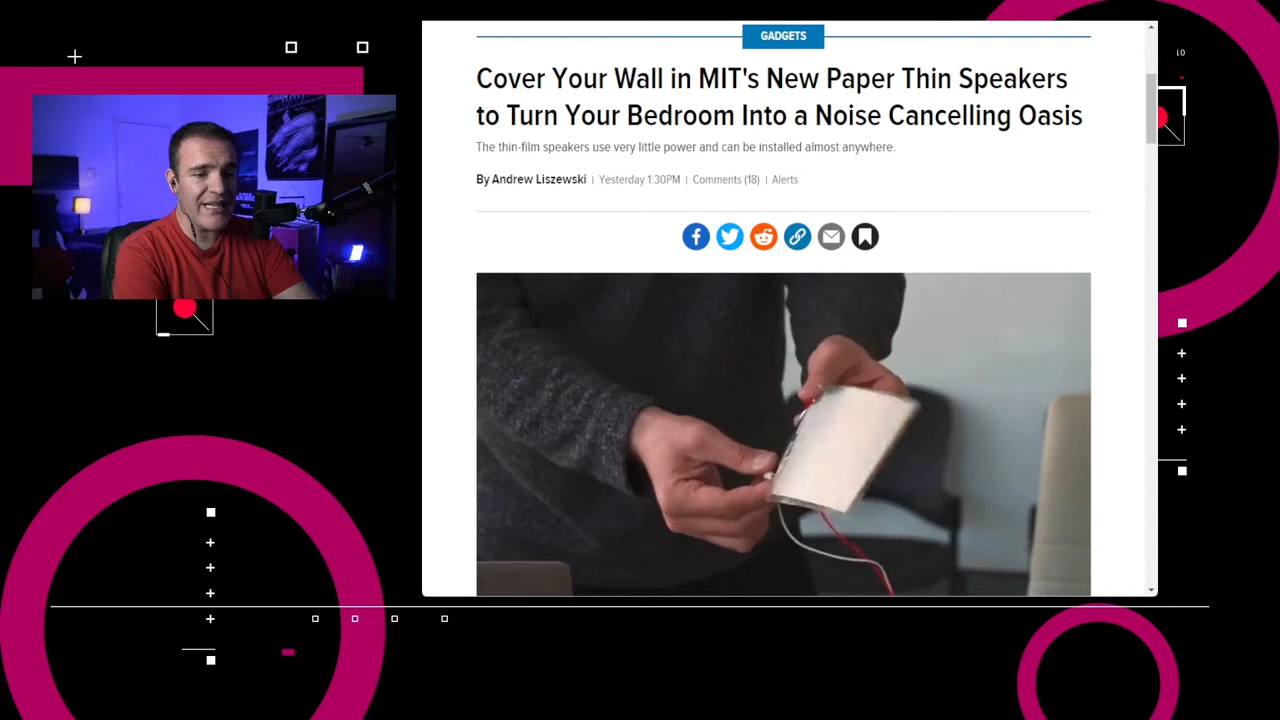 GADGETS
Cover Your Wall in MIT's New Paper Thin Speakers
to Turn Your Bedroom Into a Noise Cancelling Oasis
The thin-film speakers use very little power and can be installed almost anywhere.
By Andrew Liszewski | Yesterday 1:30PM | Comments (18) | Alerts